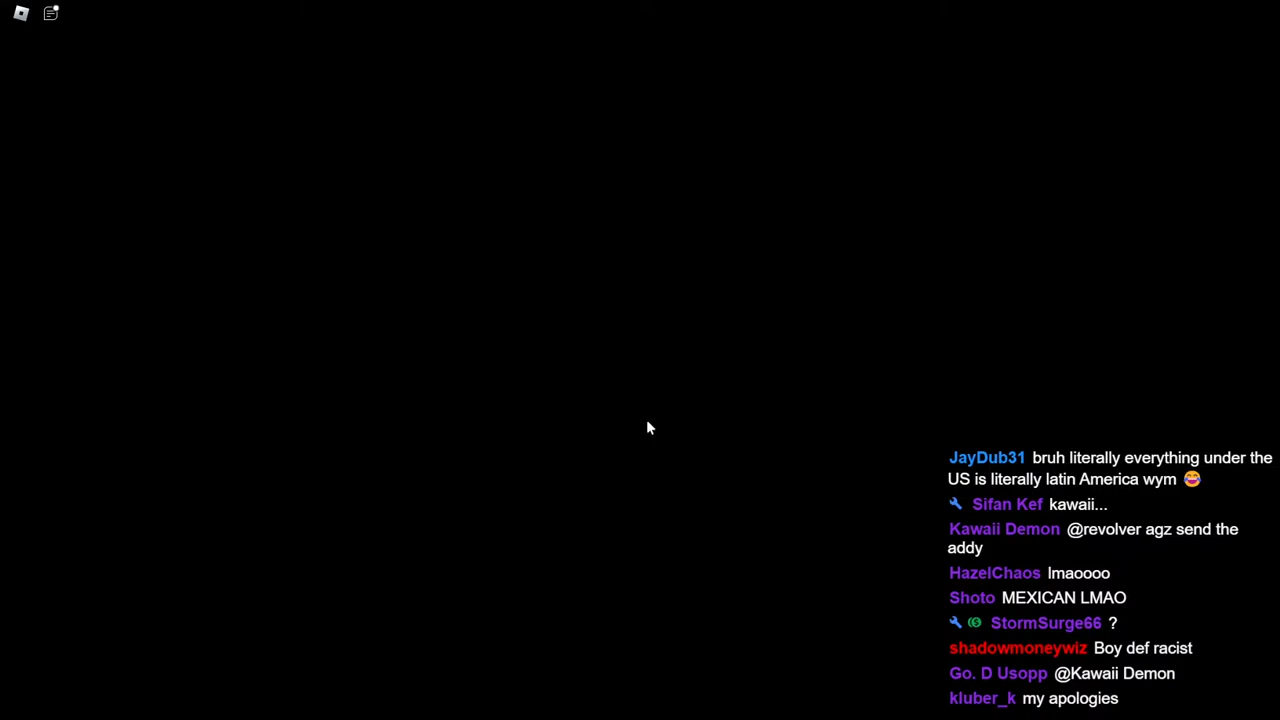 JayDub31 bruh literally everything under the
US is literally latin America wym 😂
Sifan Kef kawaii...
Kawaii Demon @revolver agz send the
addy
HazelChaos lmaoooo
Shoto MEXICAN LMAO
StormSurge66 ?
shadowmoneywiz Boy def racist
Go. D Usopp @Kawaii Demon
kluber_k my apologies